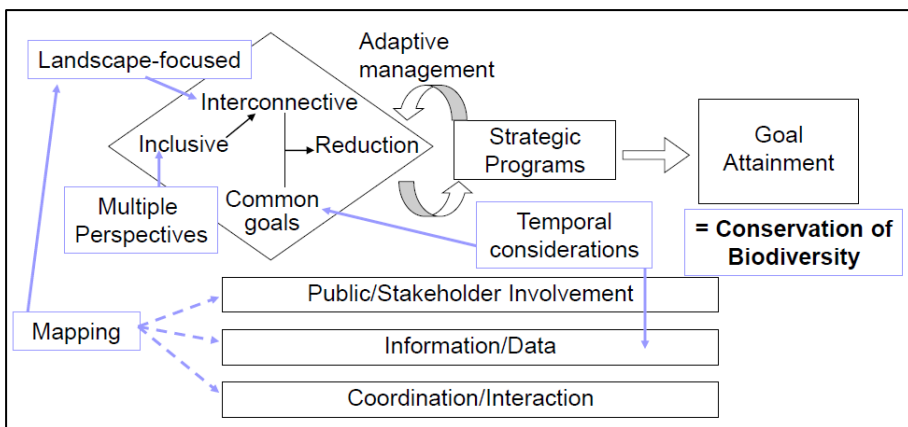 Landscape-focused
Adaptive
management
Interconnective
Inclusive
Reduction
Common
goals
Multiple
Perspectives
Strategic
Programs
Goal
Attainment
Temporal
considerations
= Conservation of
Biodiversity
Mapping
Public/Stakeholder Involvement
Information/Data
Coordination/Interaction